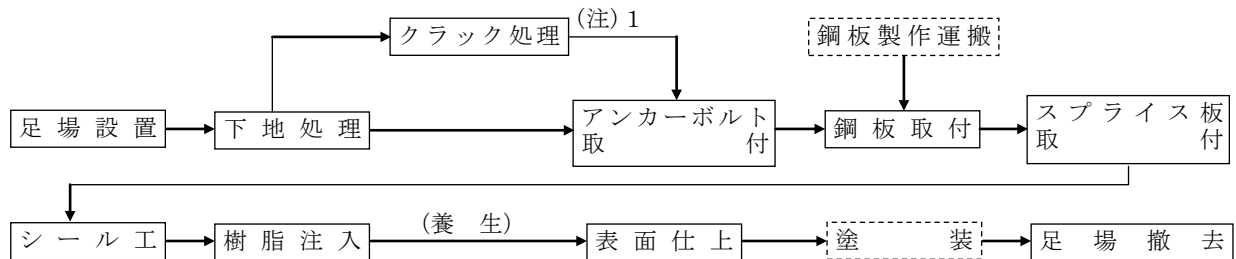 クラック処理
(注)1
鋼板製作運搬
足場設置
下地処理
アンカーボルト
取付
鋼板取付
スプライス板
取付
シール工
樹脂注入
(養生)
表面仕上
塗装
足場撤去